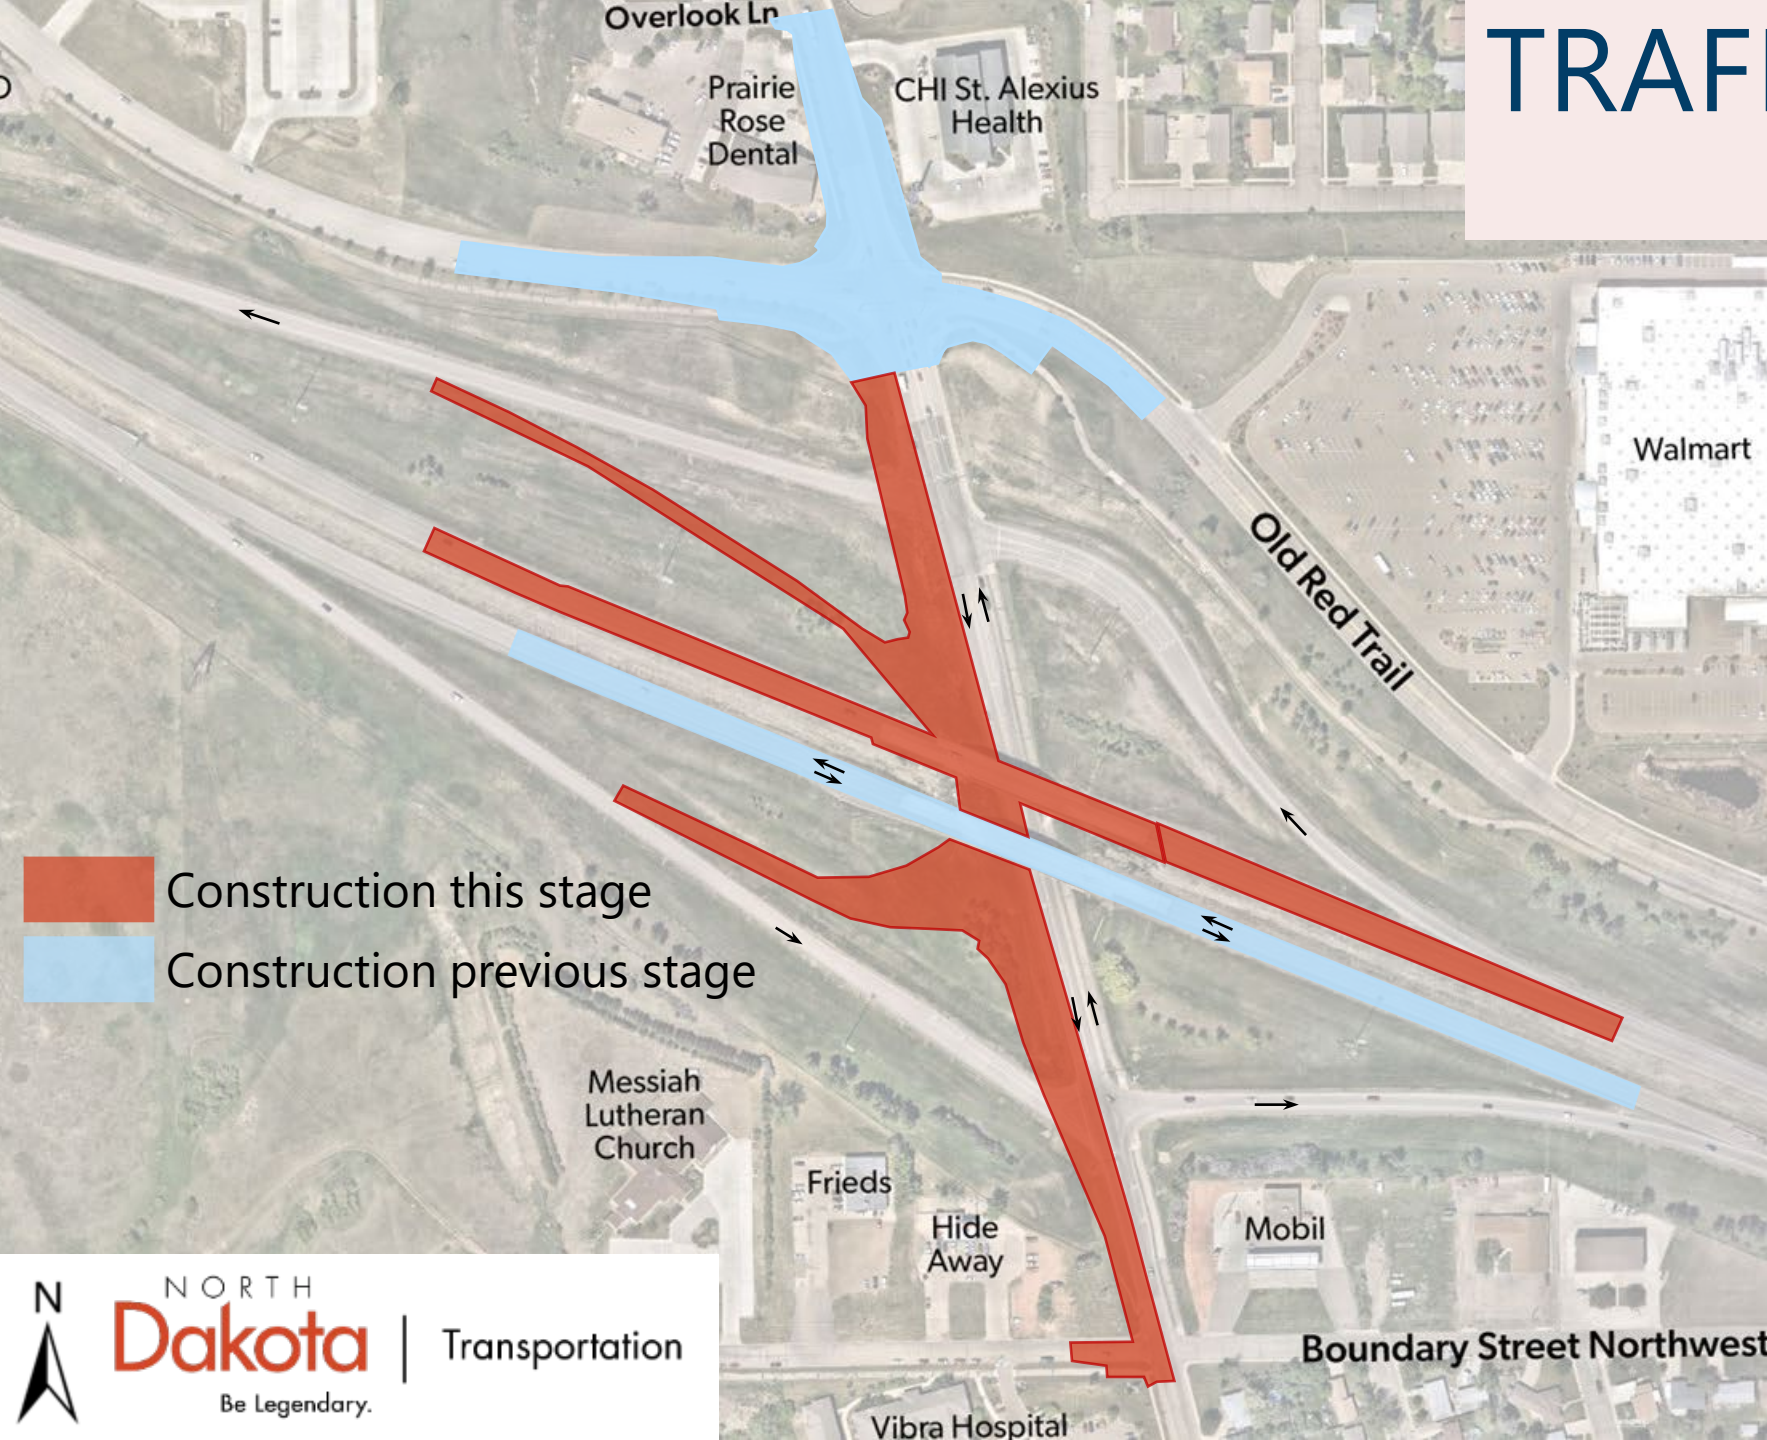 Overlook Ln
TRAF
Prairie
Rose
Dental
CHI St. Alexius
Health
Walmart
Old Red Trail
Construction this stage
Construction previous stage
Messiah
Lutheran
Church
Frieds
Hide
Away
Mobil
Boundary Street Northwest
Vibra Hospital
N
NORTH
Dakota
Be Legendary.
Transportation